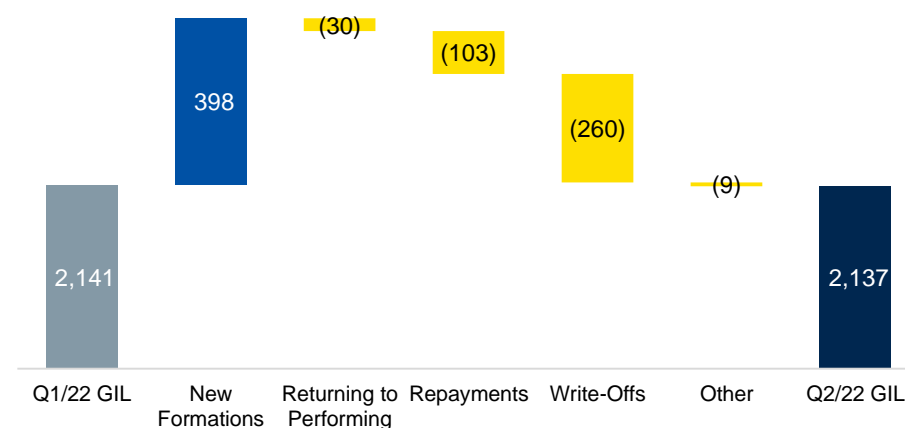 (30)
(103)
398
(260)
(9)
2,141
2,137
Q1/22 GIL
New
Formations
Returning to
Performing
Repayments
Write-Offs
Other
Q2/22 GIL